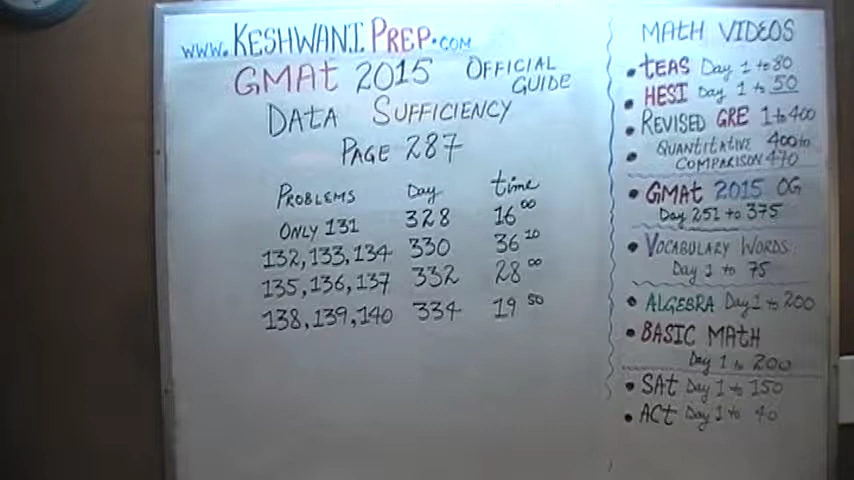 www.KESHWANIPREP.com
GMAt 2015 OFFICIAL GUIDE
DATA SUFFICIENCY
PAGE 287
PROBLEMS Day time
ONLY 131 328 16 00
132, 133, 134 330 36 10
135, 136, 137 332 28 00
138, 139, 140 334 19 50
MATH VIDEOS
• tEAS Day 1 to 80
• HESI Day 1 to 50
• REVISED GRE 1 to 400
• QUANTITATIVE 400 to
COMPARISON 470
• GMAt 2015 OG
Day 251 to 375
• VOCABULARY WORDS
Day 1 to 75
• ALGEBRA Day 1 to 200
• BASIC MATH
Day 1 to 200
• SAt Day 1 to 150
• ACt Day 1 to 40